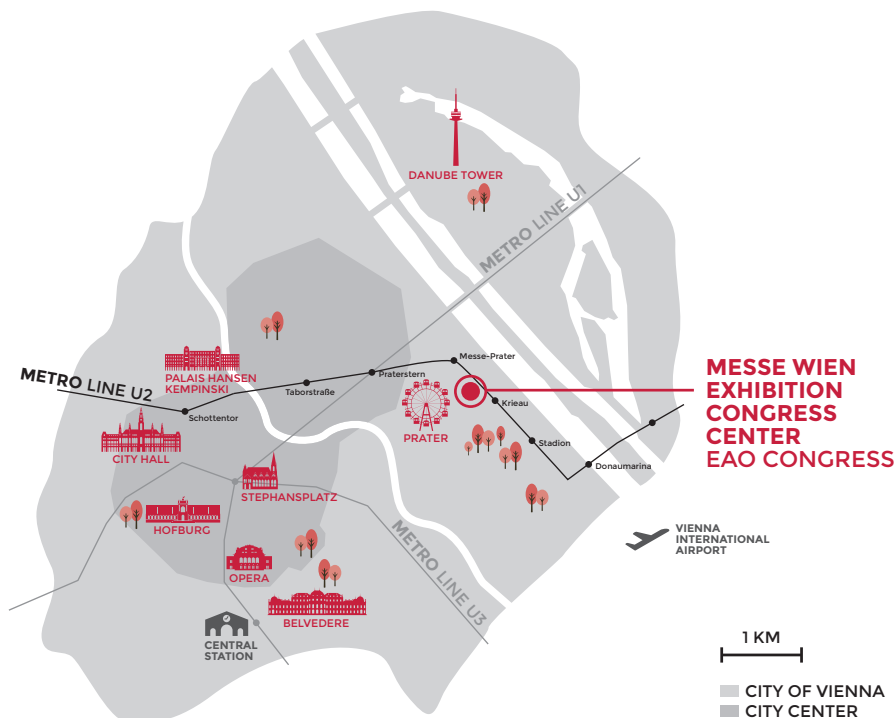 DANUBE TOWER
METRO LINE U1
PALAIS HANSEN
KEMPINSKI
METRO LINE U2
Schottentor
Taborstraße
Praterstern
Messe-Prater
Krieau
Stadion
Donaumarina
PRATER
MESSE WIEN
EXHIBITION
CONGRESS
CENTER
EAO CONGRESS
CITY HALL
STEPHANSPLATZ
HOFBURG
OPERA
BELVEDERE
METRO LINE U3
CENTRAL
STATION
VIENNA
INTERNATIONAL
AIRPORT
1 KM
CITY OF VIENNA
CITY CENTER